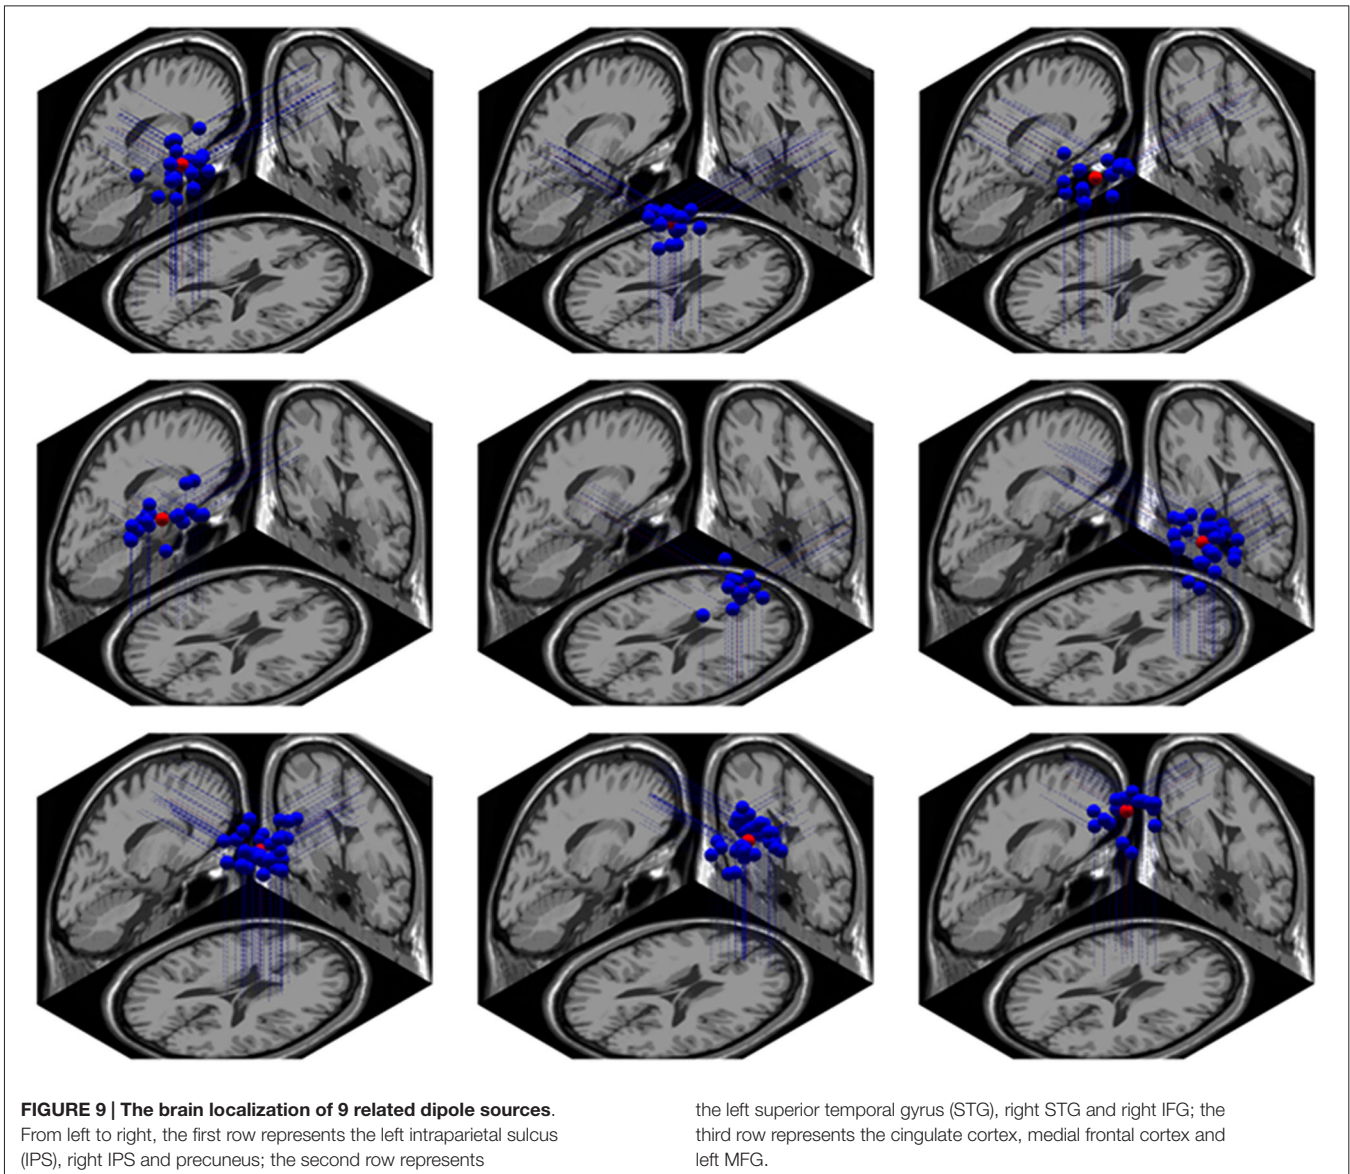 FIGURE 9 | The brain localization of 9 related dipole sources.
From left to right, the first row represents the left intraparietal sulcus
(IPS), right IPS and precuneus; the second row represents
the left superior temporal gyrus (STG), right STG and right IFG; the
third row represents the cingulate cortex, medial frontal cortex and
left MFG.